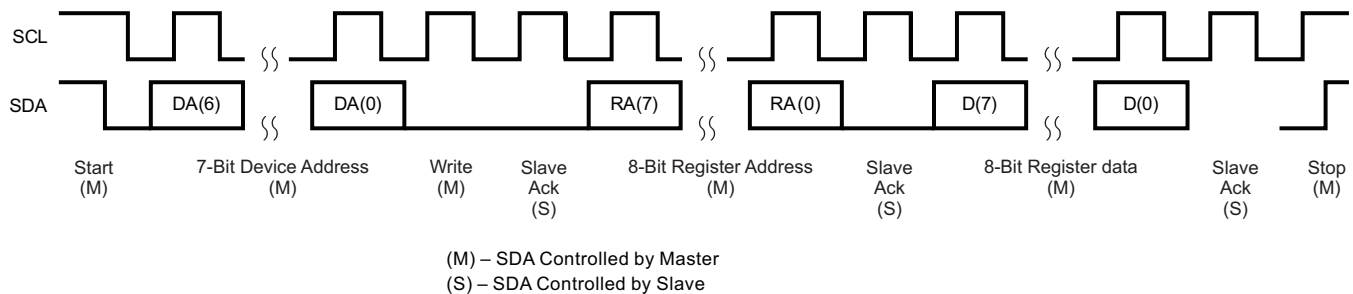 SCL
SDA
DA(6) DA(0) RA(7) RA(0) D(7) D(0)
Start 7-Bit Device Address Write Slave 8-Bit Register Address Slave 8-Bit Register data Slave Stop
(M) (M) (M) Ack (M) Ack (M) Ack (M)
(S) (S) (S)
(M) – SDA Controlled by Master
(S) – SDA Controlled by Slave